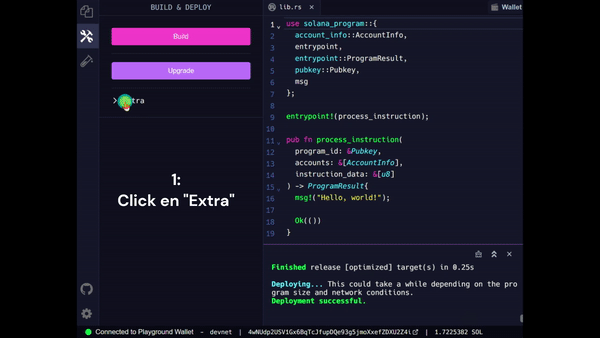 BUILD & DEPLOY
Build
Upgrade
Extra
1:
Click en "Extra"
lib.rs
Wallet
1 use solana_program::{
2 account_info::AccountInfo,
3 entrypoint,
4 entrypoint::ProgramResult,
5 pubkey::Pubkey,
6 msg
7 };
8
9 entrypoint!(process_instruction);
10
11 pub fn process_instruction(
12 program_id: &Pubkey,
13 accounts: &[AccountInfo],
14 instruction_data: &[u8]
15 ) -> ProgramResult{
16 msg!("Hello, world!");
17
18 Ok(())
19 }
Finished release [optimized] target(s) in 0.25s
Deploying... This could take a while depending on the pro
gram size and network conditions.
Deployment successful.
Connected to Playground Wallet - devnet | 4wNUdp2USV1Gx6BqTcJfupDQe93g5jmoXxefZDXU2Z4i | 1.7225382 SOL